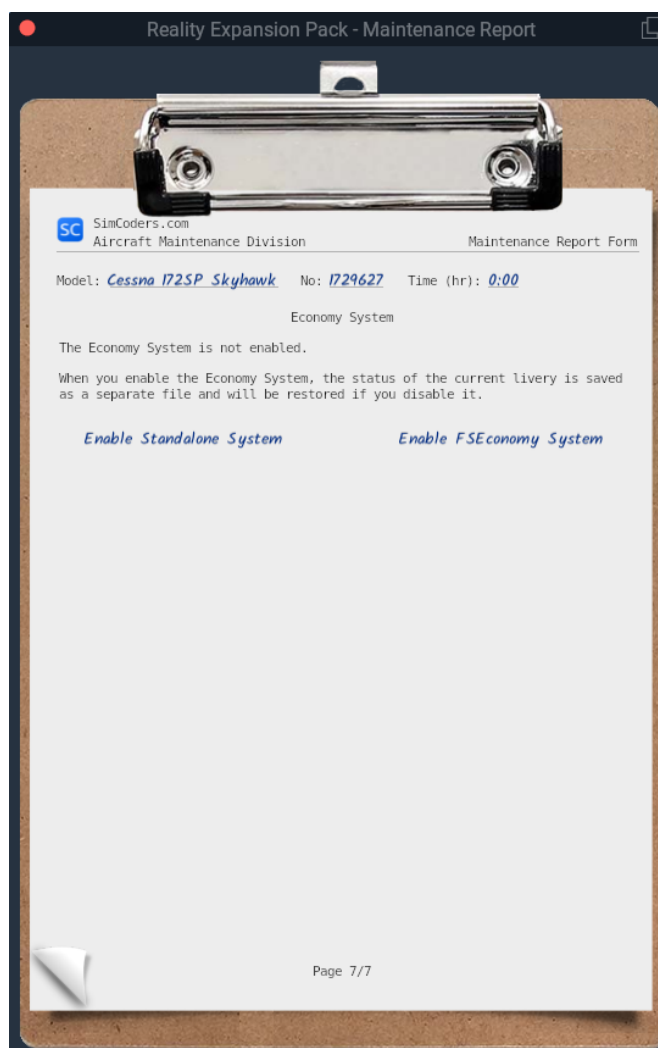 Reality Expansion Pack - Maintenance Report
SC
SimCoders.com
Aircraft Maintenance Division Maintenance Report Form
Model: Cessna 172SP Skyhawk No: 1729627 Time (hr): 0:00
Economy System
The Economy System is not enabled.
When you enable the Economy System, the status of the current livery is saved
as a separate file and will be restored if you disable it.
Enable Standalone System Enable FSEconomy System
Page 7/7